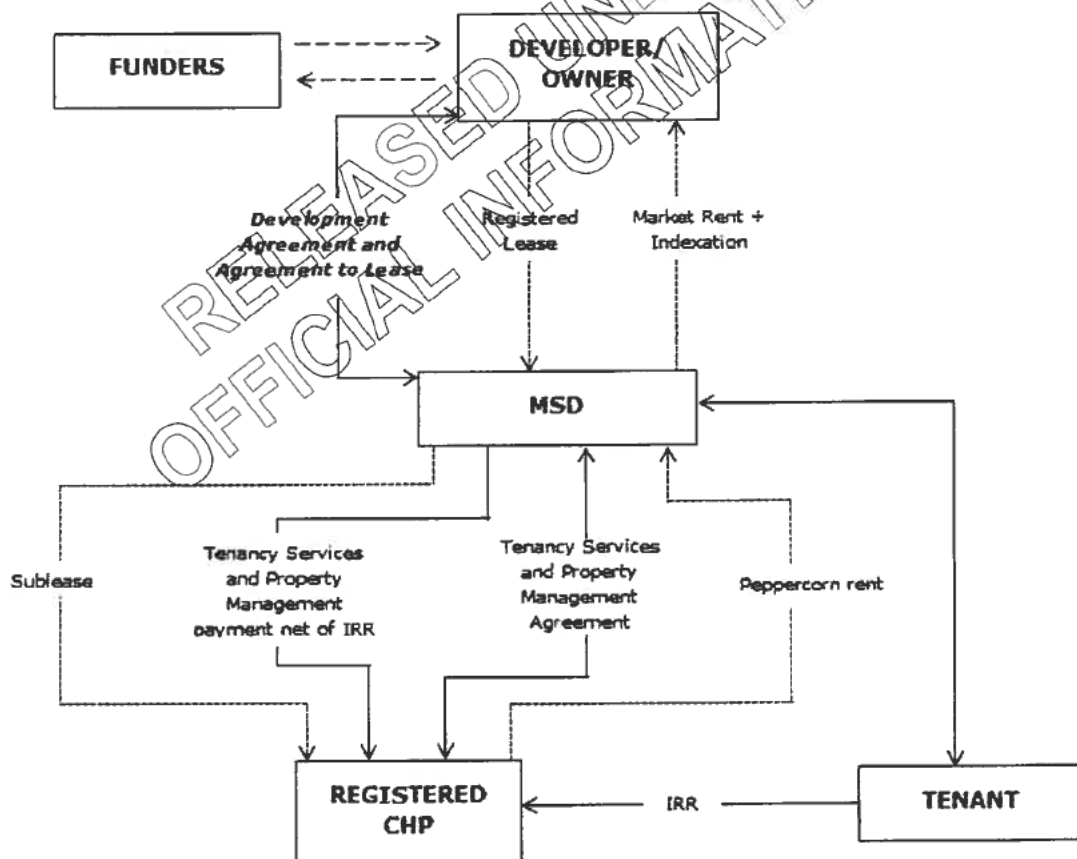 RELEASED UN
OFFICIAL INFORMAT
FUNDERS
DEVELOPER/
OWNER
Development
Agreement and
Agreement to Lease
Registered
Lease
Market Rent +
Indexation
MSD
Sublease
Tenancy Services
and Property
Management
payment net of IRR
Tenancy Services
and Property
Management
Agreement
Peppercorn rent
REGISTERED
CHP
IRR
TENANT